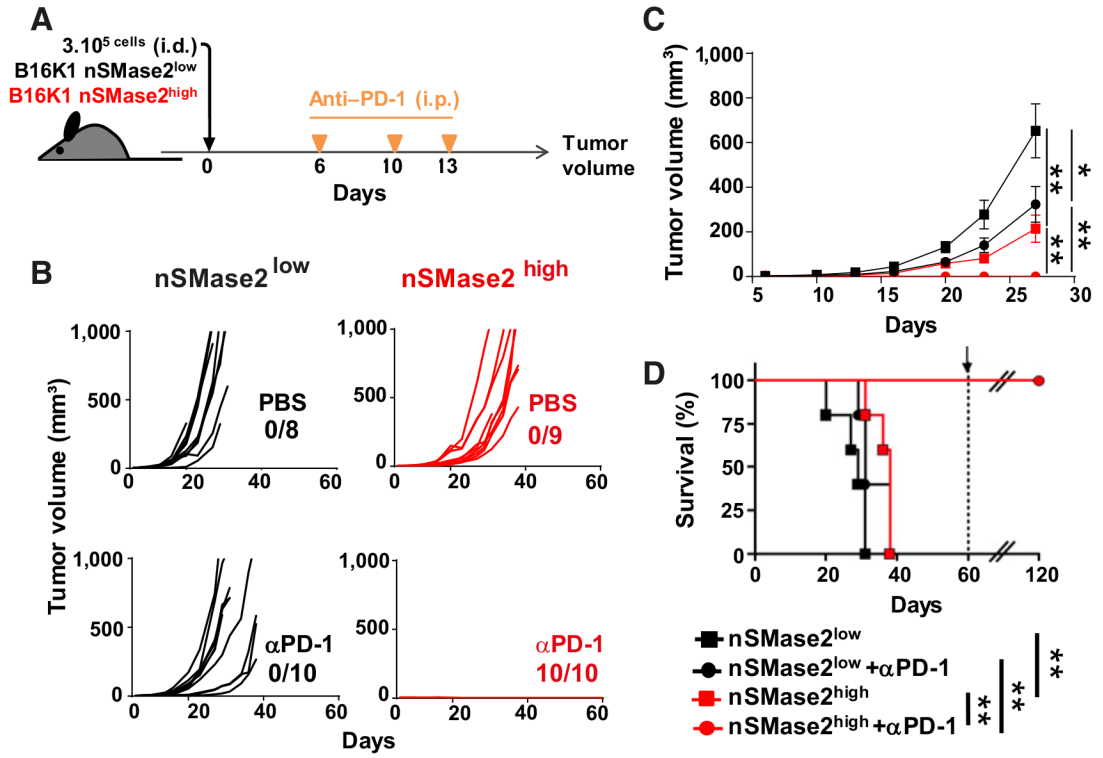 A
3.10⁵ ᶜᵉˡˡˢ (i.d.)
B16K1 nSMase2ˡᵒʷ
B16K1 nSMase2ʰⁱᵍʰ
Anti–PD-1 (i.p.)
0 6 10 13
Days
Tumor
volume
B
nSMase2 ˡᵒʷ
nSMase2 ʰⁱᵍʰ
Tumor volume (mm³)
1,000
500
0
0 20 40 60
PBS
0/8
1,000
500
0
0 20 40 60
PBS
0/9
1,000
500
0
0 20 40 60
αPD-1
0/10
1,000
500
0
0 20 40 60
αPD-1
10/10
Days
C
Tumor volume (mm³)
1,000
800
600
400
200
0
5 10 15 20 25 30
Days
**
*
**
**
D
Survival (%)
100
75
50
25
0
0 20 40 60 120
Days
nSMase2ˡᵒʷ
nSMase2ˡᵒʷ +αPD-1
nSMase2ʰⁱᵍʰ
nSMase2ʰⁱᵍʰ +αPD-1
**
**
**